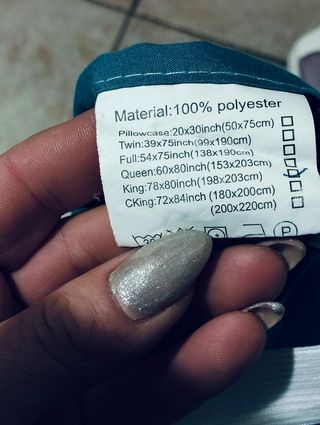 Material:100% polyester
Pillowcase:20x30inch(50x75cm)
Twin:39x75inch(99x190cm)
Full:54x75inch(138x190cm)
Queen:60x80inch(153x203cm)
King:78x80inch(198x203cm)
CKing:72x84inch (180x200cm)
(200x220cm)
P